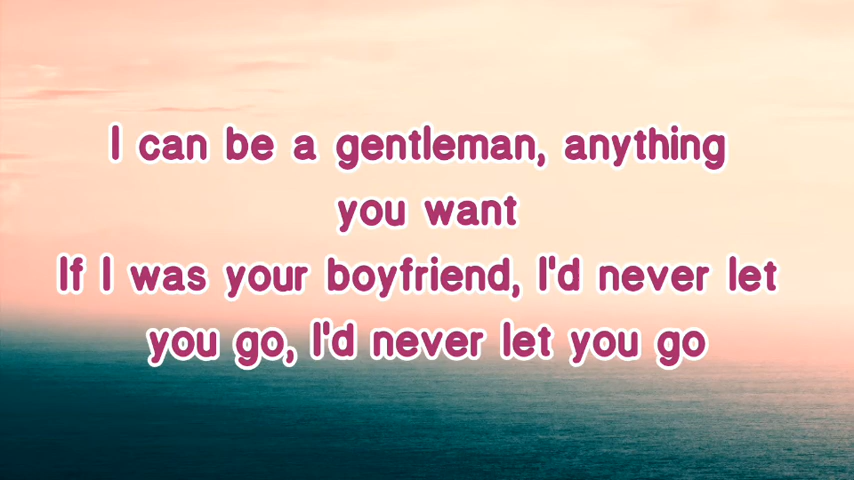 I can be a gentleman, anything
you want
If I was your boyfriend, I'd never let
you go, I'd never let you go